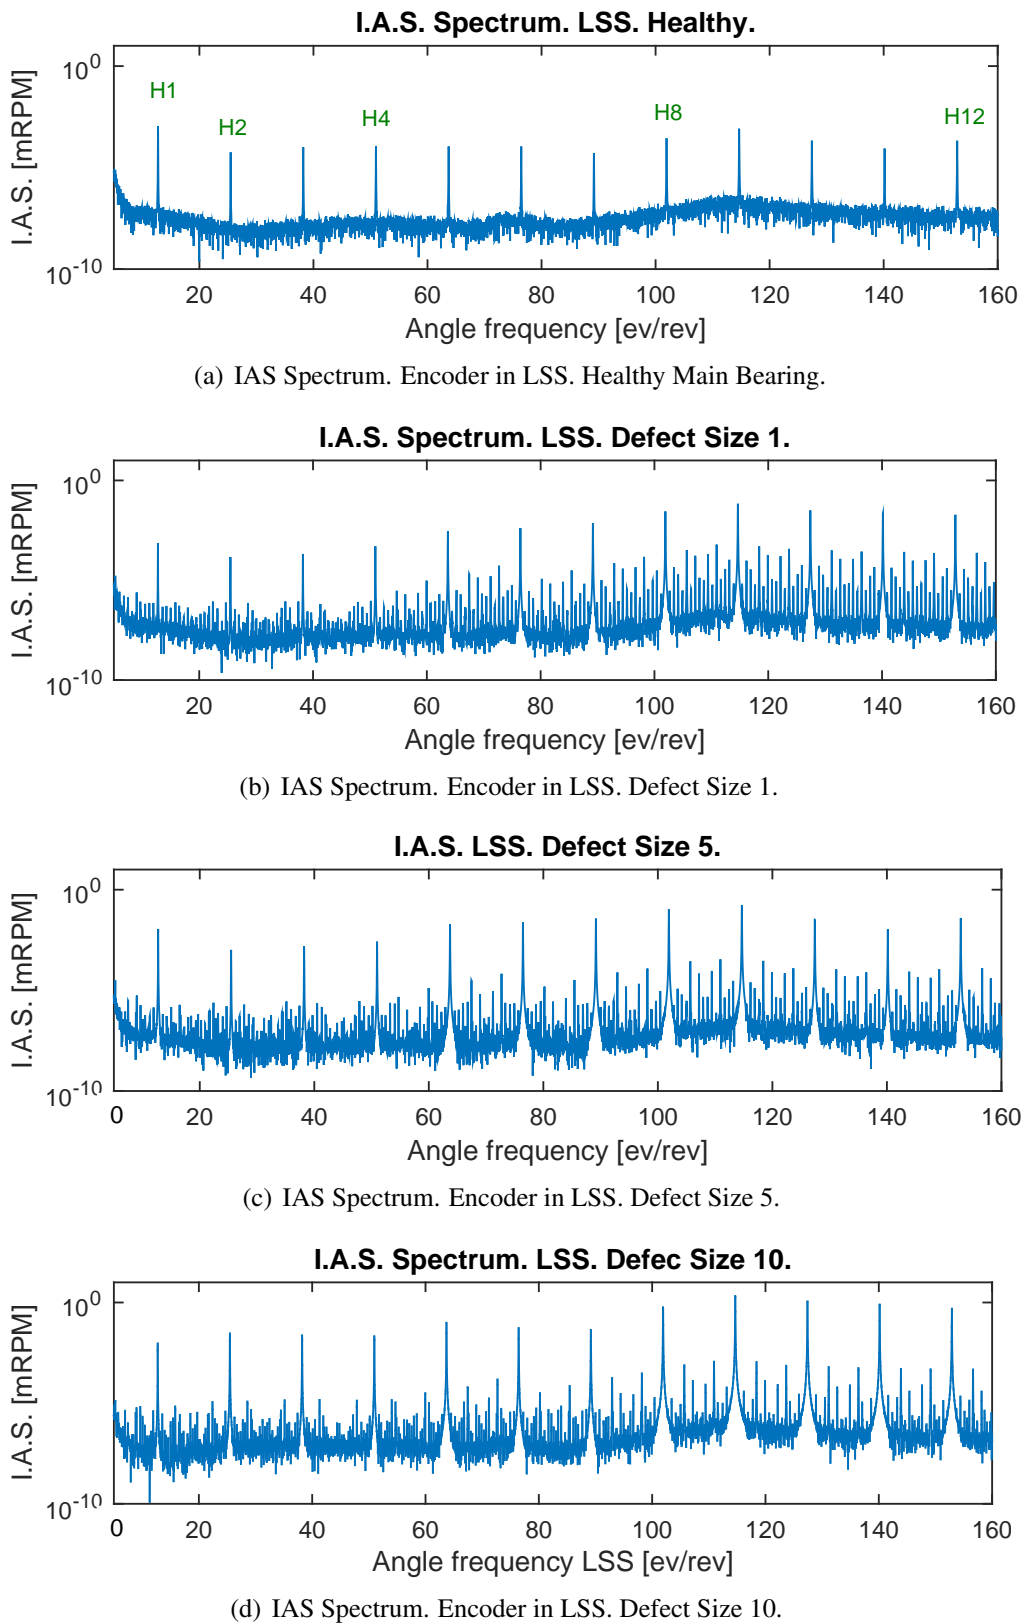 I.A.S. Spectrum. LSS. Healthy.
I.A.S. [mRPM]
10^0
10^-10
H1
H2
H4
H8
H12
20 40 60 80 100 120 140 160
Angle frequency [ev/rev]
(a) IAS Spectrum. Encoder in LSS. Healthy Main Bearing.
I.A.S. Spectrum. LSS. Defect Size 1.
I.A.S. [mRPM]
10^0
10^-10
20 40 60 80 100 120 140 160
Angle frequency [ev/rev]
(b) IAS Spectrum. Encoder in LSS. Defect Size 1.
I.A.S. LSS. Defect Size 5.
I.A.S. [mRPM]
10^0
10^-10
0 20 40 60 80 100 120 140 160
Angle frequency [ev/rev]
(c) IAS Spectrum. Encoder in LSS. Defect Size 5.
I.A.S. Spectrum. LSS. Defec Size 10.
I.A.S. [mRPM]
10^0
10^-10
0 20 40 60 80 100 120 140 160
Angle frequency LSS [ev/rev]
(d) IAS Spectrum. Encoder in LSS. Defect Size 10.